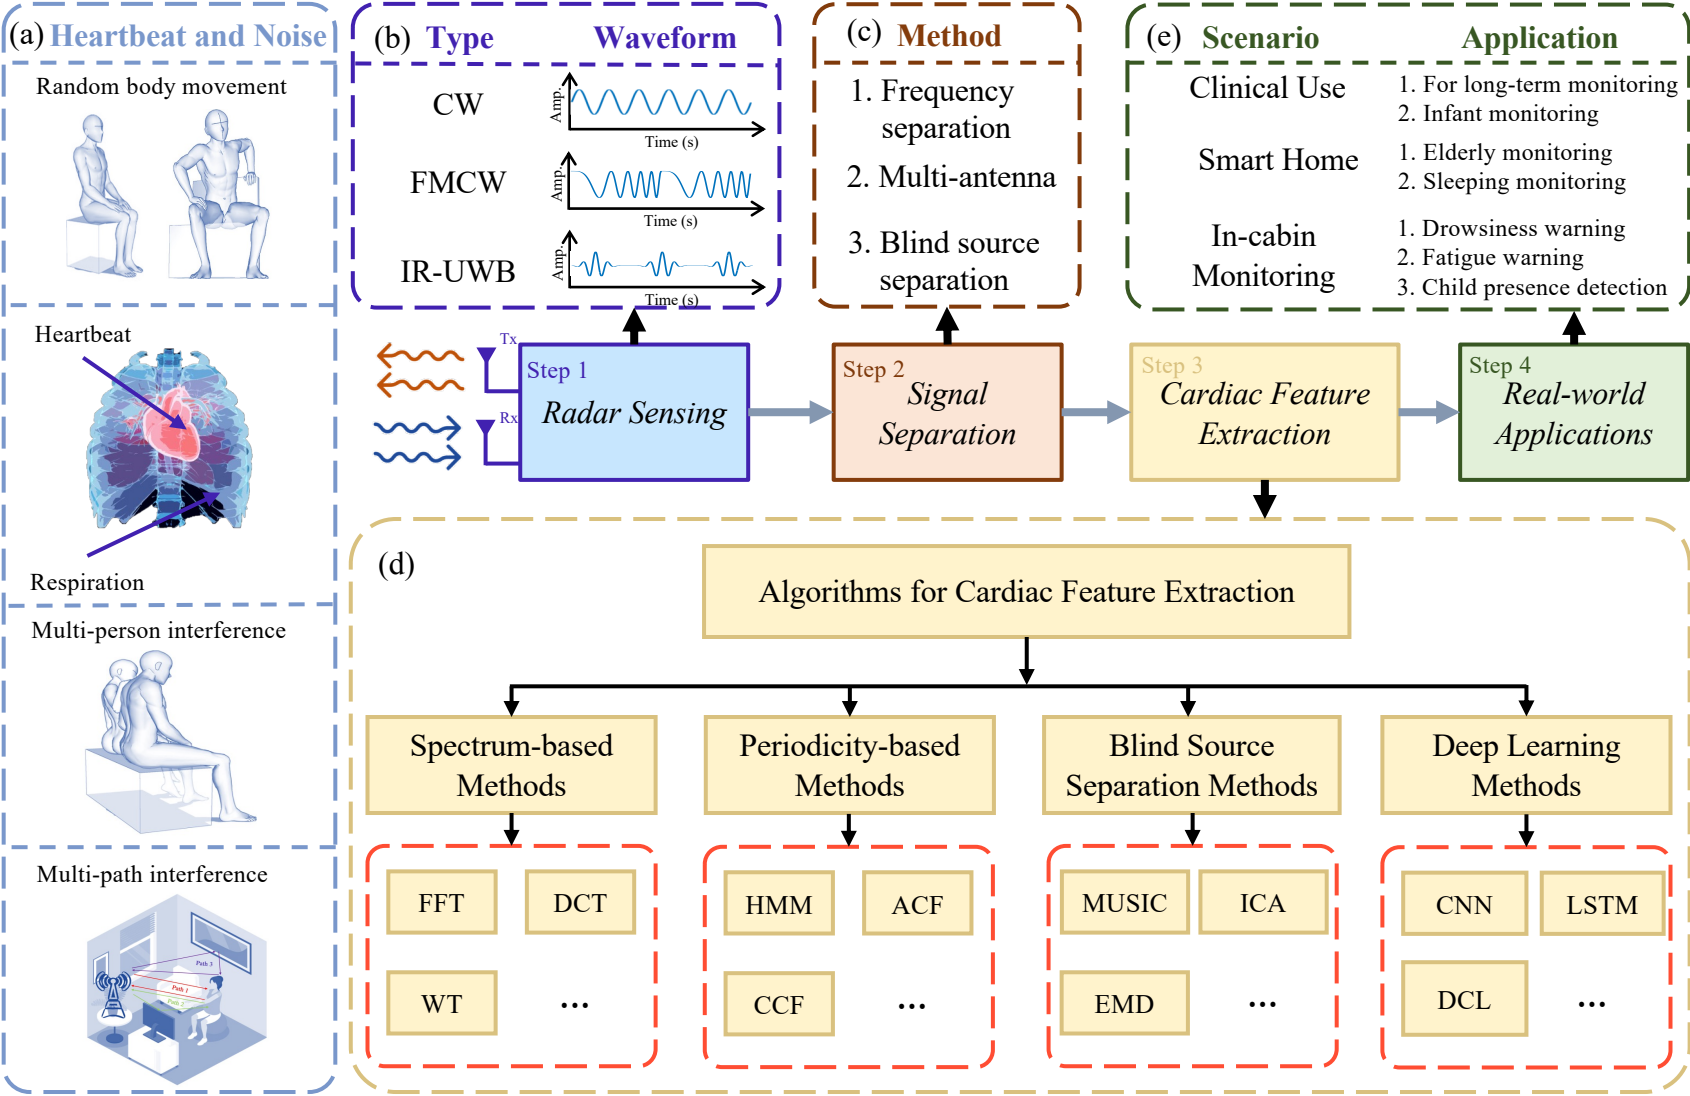 (a) Heartbeat and Noise
Random body movement
Heartbeat
Respiration
Multi-person interference
Multi-path interference
Path 3
Path 1
Path 2
(b) Type Waveform
CW
Amp.
Time (s)
FMCW
Amp.
Time (s)
IR-UWB
Amp.
Time (s)
(c) Method
1. Frequency
separation
2. Multi-antenna
3. Blind source
separation
(e) Scenario Application
Clinical Use
1. For long-term monitoring
2. Infant monitoring
Smart Home
1. Elderly monitoring
2. Sleeping monitoring
In-cabin
Monitoring
1. Drowsiness warning
2. Fatigue warning
3. Child presence detection
Tx
Rx
Step 1
Radar Sensing
Step 2
Signal
Separation
Step 3
Cardiac Feature
Extraction
Step 4
Real-world
Applications
(d)
Algorithms for Cardiac Feature Extraction
Spectrum-based
Methods
Periodicity-based
Methods
Blind Source
Separation Methods
Deep Learning
Methods
FFT DCT
WT ...
HMM ACF
CCF ...
MUSIC ICA
EMD ...
CNN LSTM
DCL ...